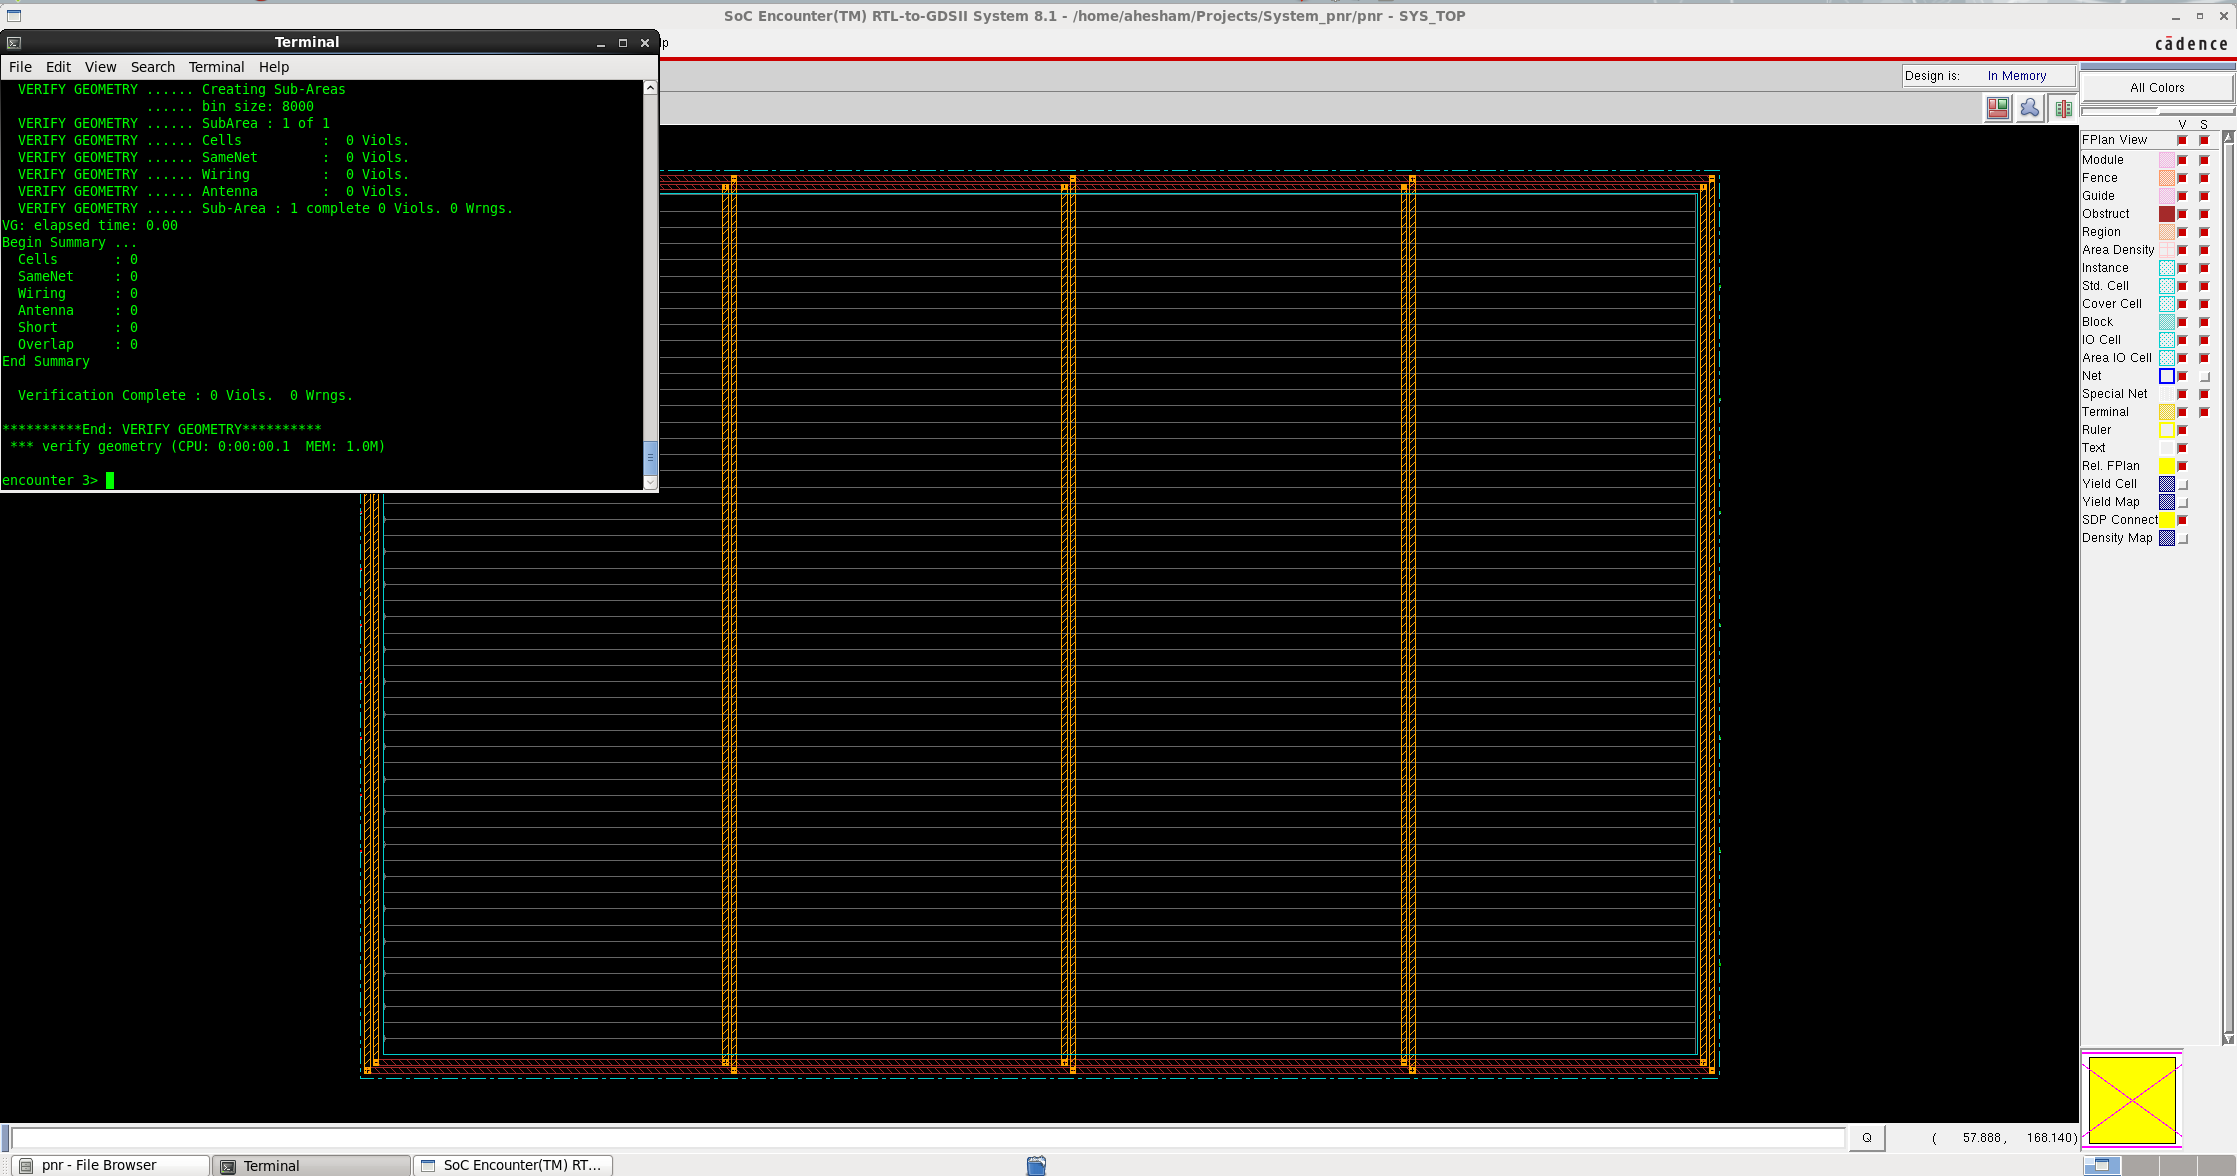 SoC Encounter(TM) RTL-to-GDSII System 8.1 - /home/ahesham/Projects/System_pnr/pnr - SYS_TOP
Terminal
lp
cādence
File Edit View Search Terminal Help
Design is: In Memory
VERIFY GEOMETRY ...... Creating Sub-Areas
...... bin size: 8000
VERIFY GEOMETRY ...... SubArea : 1 of 1
VERIFY GEOMETRY ...... Cells : 0 Viols.
VERIFY GEOMETRY ...... SameNet : 0 Viols.
VERIFY GEOMETRY ...... Wiring : 0 Viols.
VERIFY GEOMETRY ...... Antenna : 0 Viols.
VERIFY GEOMETRY ...... Sub-Area : 1 complete 0 Viols. 0 Wrngs.
VG: elapsed time: 0.00
Begin Summary ...
Cells : 0
SameNet : 0
Wiring : 0
Antenna : 0
Short : 0
Overlap : 0
End Summary
Verification Complete : 0 Viols. 0 Wrngs.
**********End: VERIFY GEOMETRY**********
*** verify geometry (CPU: 0:00:00.1 MEM: 1.0M)
encounter 3>
All Colors
V S
FPlan View
Module
Fence
Guide
Obstruct
Region
Area Density
Instance
Std. Cell
Cover Cell
Block
IO Cell
Area IO Cell
Net
Special Net
Terminal
Ruler
Text
Rel. FPlan
Yield Cell
Yield Map
SDP Connect
Density Map
Q
( 57.888, 168.140)
pnr - File Browser
Terminal
SoC Encounter(TM) RT...